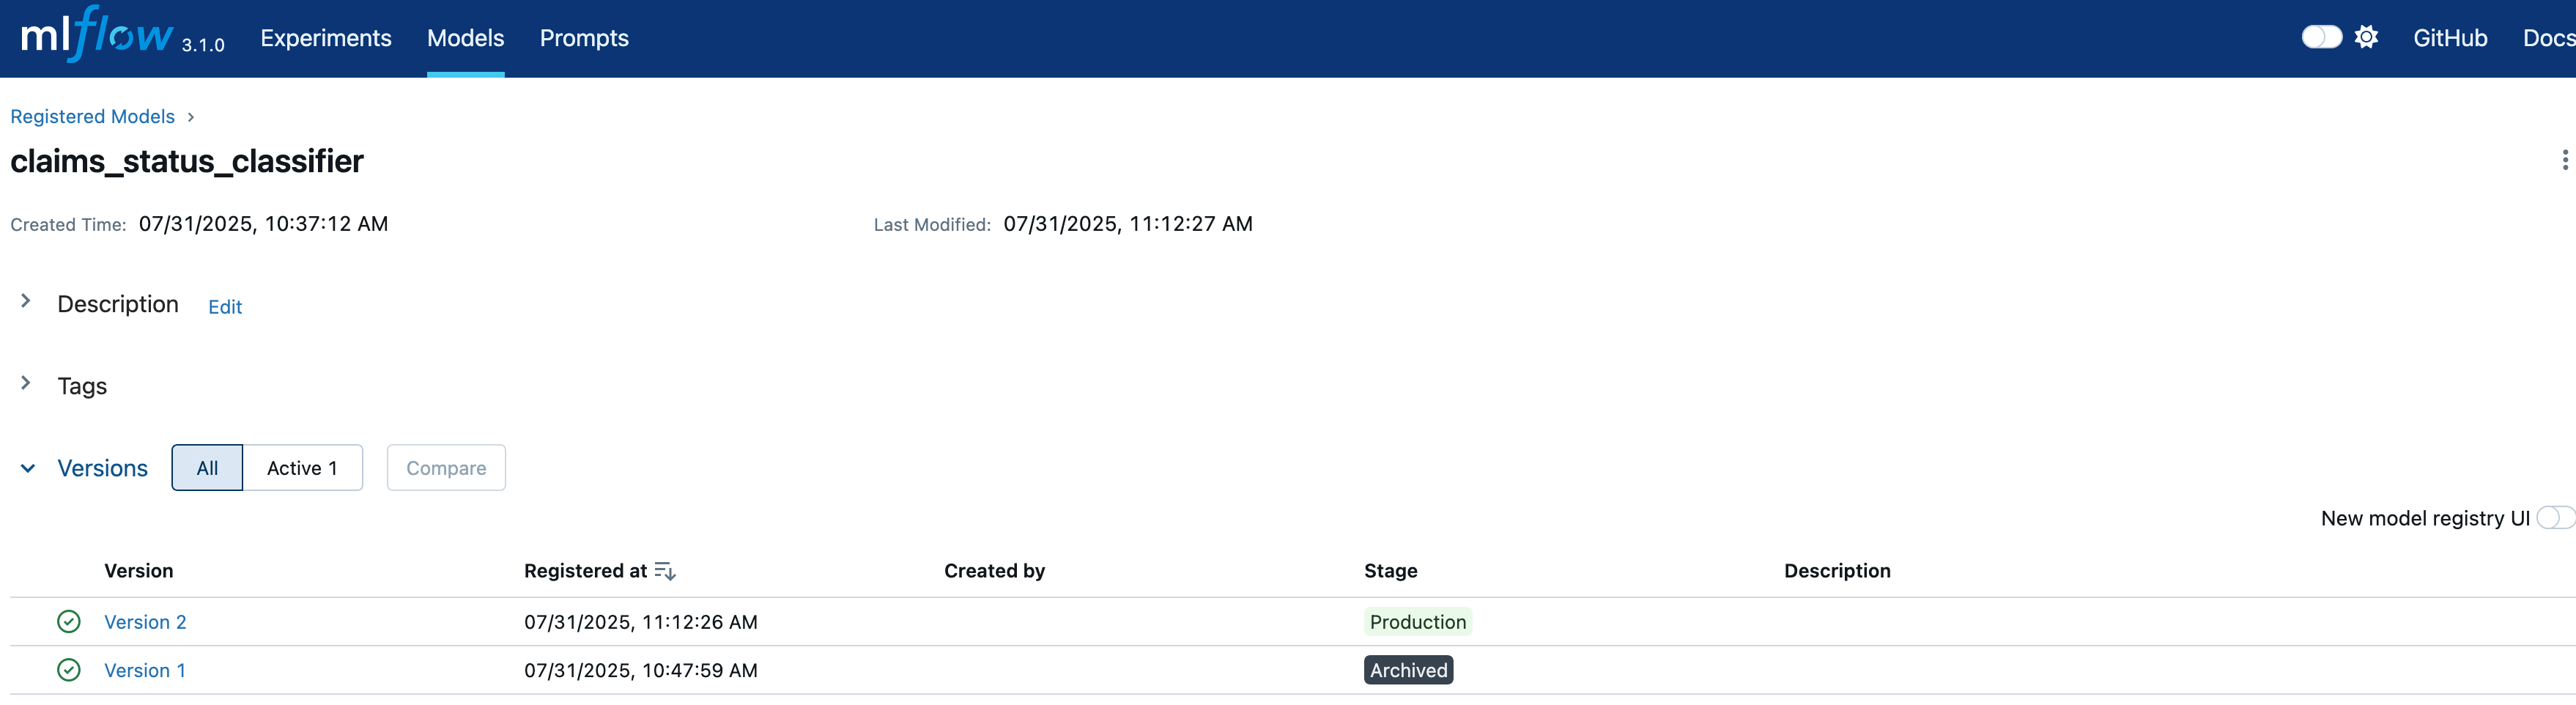 mlflow 3.1.0 Experiments Models Prompts GitHub Docs
Registered Models
claims_status_classifier
Created Time: 07/31/2025, 10:37:12 AM Last Modified: 07/31/2025, 11:12:27 AM
Description Edit
Tags
Versions All Active 1 Compare
New model registry UI
Version Registered at Created by Stage Description
Version 2 07/31/2025, 11:12:26 AM Production
Version 1 07/31/2025, 10:47:59 AM Archived